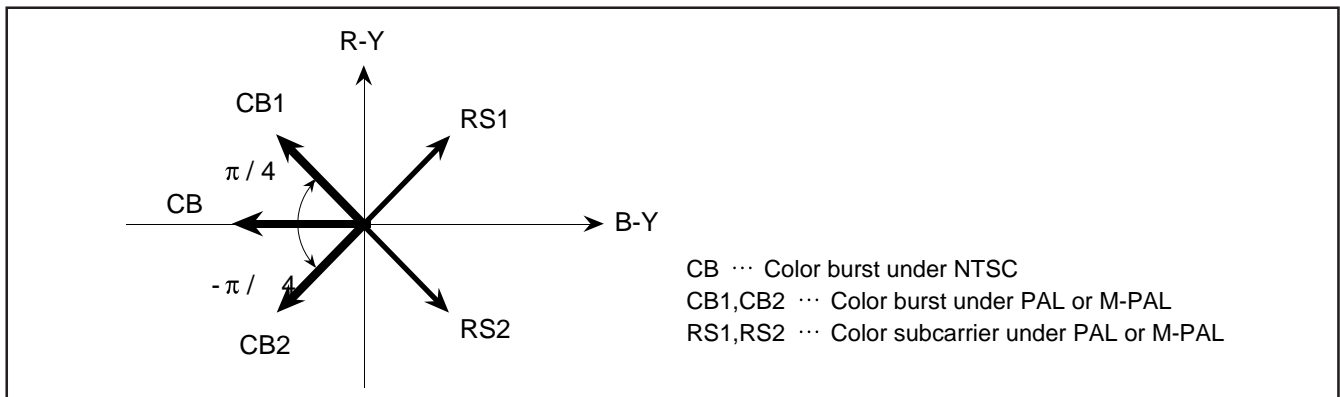 R-Y
CB1
RS1
π / 4
CB
B-Y
- π / 4
CB2
RS2
CB ··· Color burst under NTSC
CB1,CB2 ··· Color burst under PAL or M-PAL
RS1,RS2 ··· Color subcarrier under PAL or M-PAL